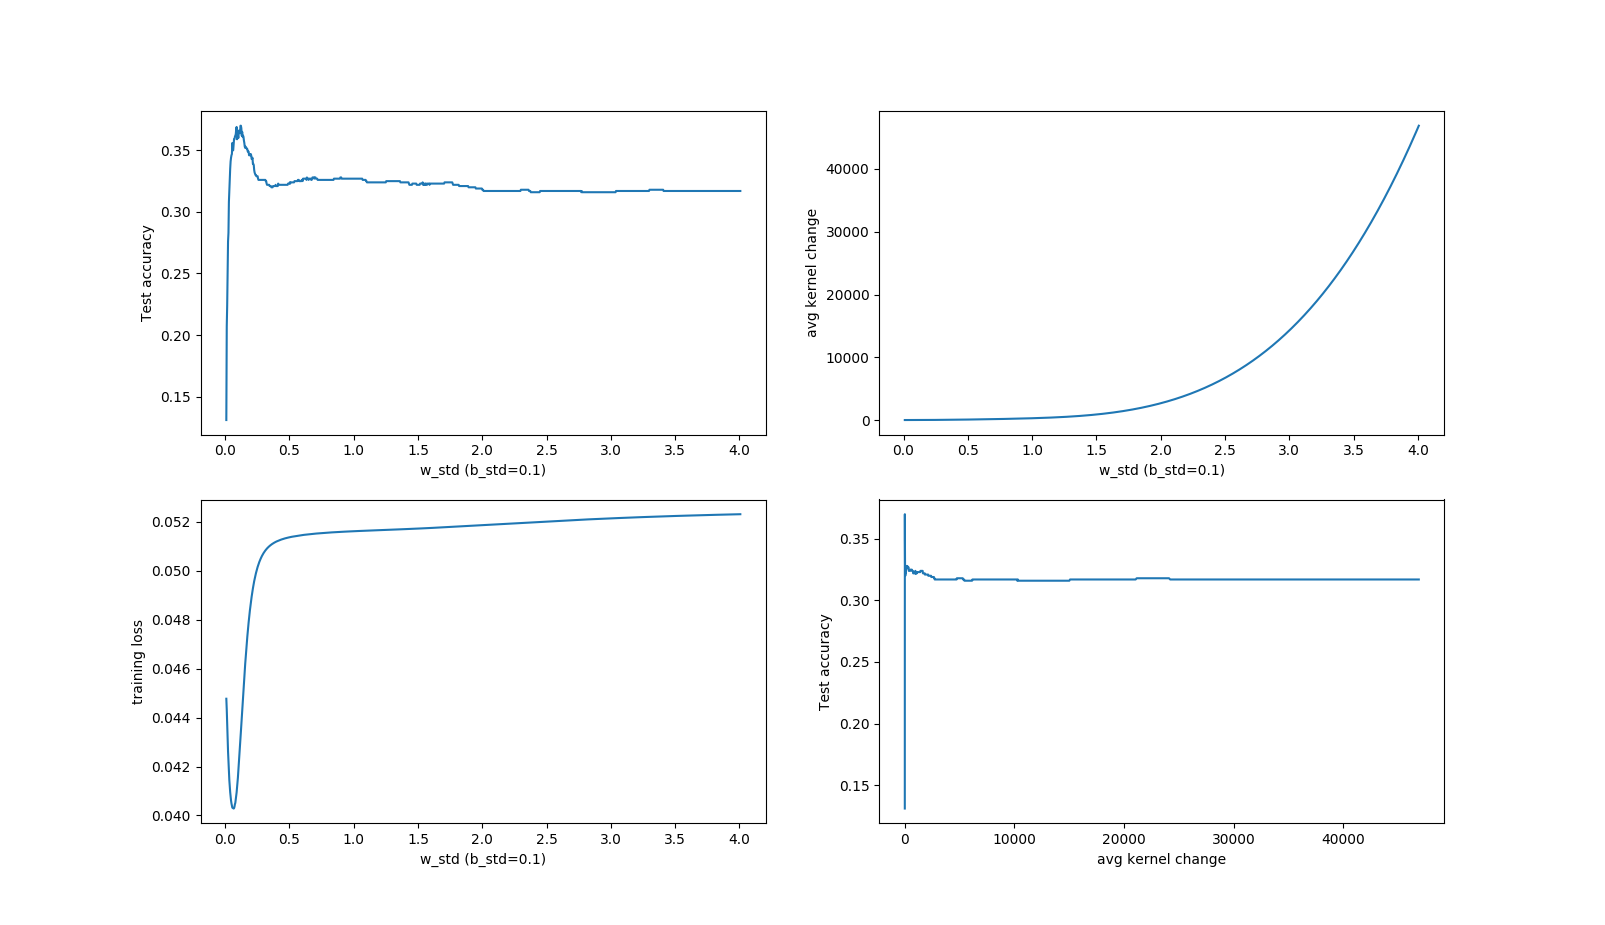 Test accuracy
0.35
0.30
0.25
0.20
0.15
0.0 0.5 1.0 1.5 2.0 2.5 3.0 3.5 4.0
w_std (b_std=0.1)
avg kernel change
40000
30000
20000
10000
0
0.0 0.5 1.0 1.5 2.0 2.5 3.0 3.5 4.0
w_std (b_std=0.1)
training loss
0.052
0.050
0.048
0.046
0.044
0.042
0.040
0.0 0.5 1.0 1.5 2.0 2.5 3.0 3.5 4.0
w_std (b_std=0.1)
Test accuracy
0.35
0.30
0.25
0.20
0.15
0 10000 20000 30000 40000
avg kernel change